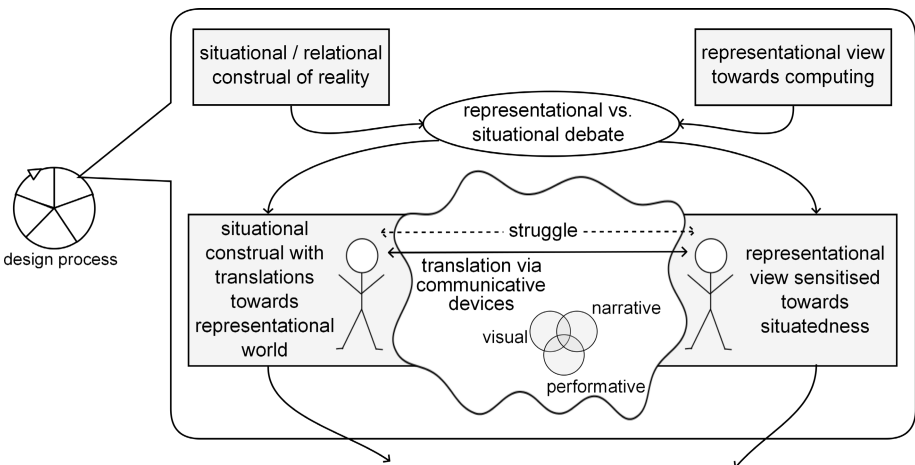 situational / relational
construal of reality
representational view
towards computing
representational vs.
situational debate
design process
situational
construal with
translations
towards
representational
world
struggle
translation via
communicative
devices
narrative
visual
performative
representational
view sensitised
towards
situatedness